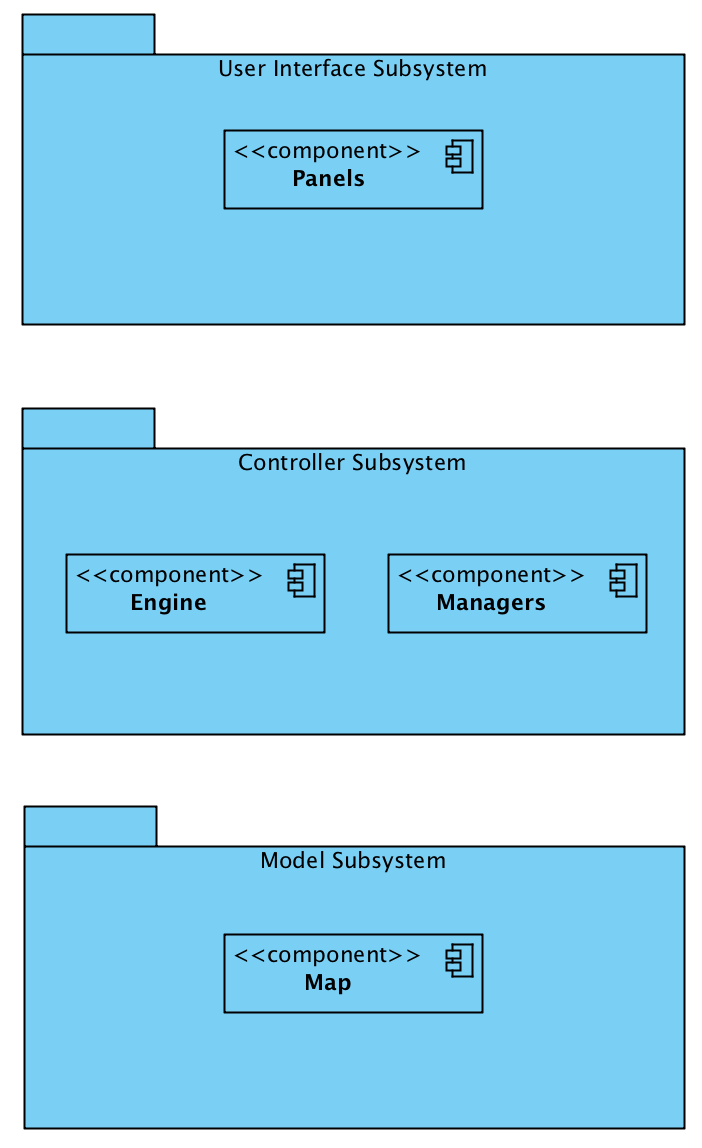 User Interface Subsystem
<<component>>
Panels
Controller Subsystem
<<component>>
Engine
<<component>>
Managers
Model Subsystem
<<component>>
Map